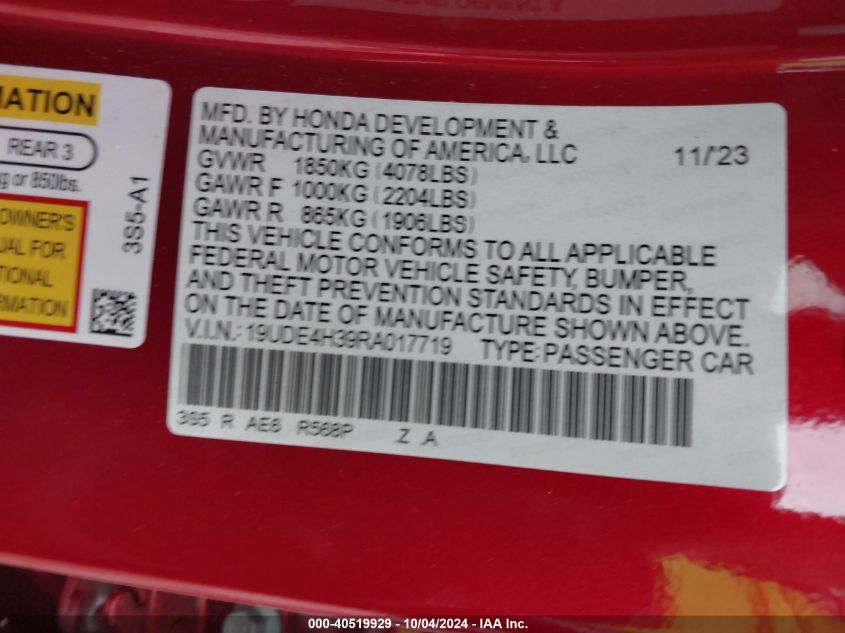 MATION
REAR 3
kg or 850lbs.
OWNER'S
UAL FOR
TIONAL
RMATION
3S5-A1
MFD. BY HONDA DEVELOPMENT &
MANUFACTURING OF AMERICA, LLC 11/23
GVWR 1850KG (4078LBS)
GAWR F 1000KG (2204LBS)
GAWR R 865KG (1906LBS)
THIS VEHICLE CONFORMS TO ALL APPLICABLE
FEDERAL MOTOR VEHICLE SAFETY, BUMPER,
AND THEFT PREVENTION STANDARDS IN EFFECT
ON THE DATE OF MANUFACTURE SHOWN ABOVE.
V.I.N.: 19UDE4H39RA017719 TYPE: PASSENGER CAR
3S5 R AE6 R568P Z A
000-40519929 - 10/04/2024 - IAA Inc.